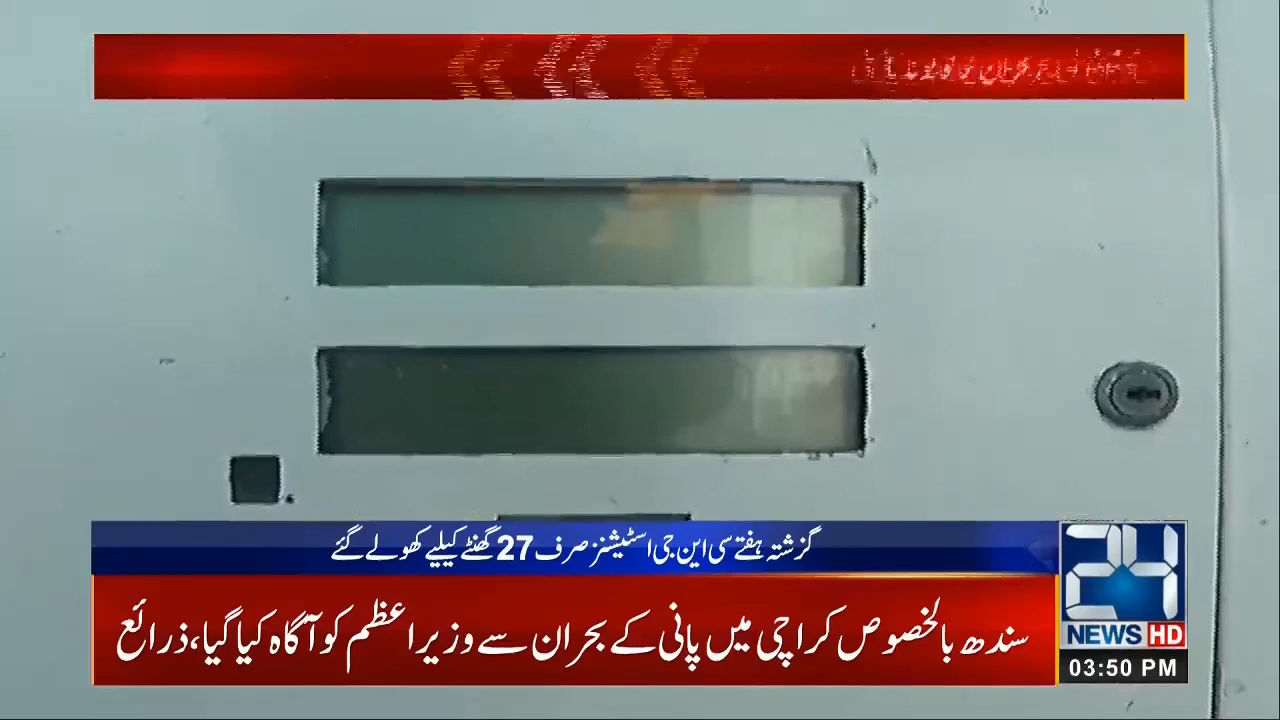 گزشتہ ہفتے سی این جی اسٹیشنز صرف 27 گھنٹے کیلیے کھولے گئے
سندھ بالخصوص کراچی میں پانی کے بحران سے وزیراعظم کو آگاہ کیا گیا، ذرائع
24
NEWS HD
03:50 PM